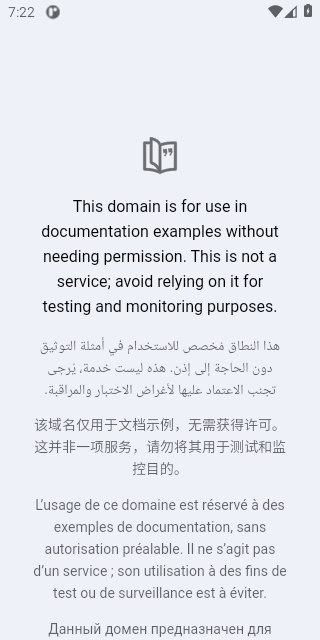 7:22
This domain is for use in
documentation examples without
needing permission. This is not a
service; avoid relying on it for
testing and monitoring purposes.
هذا النطاق مُخصص للاستخدام في أمثلة التوثيق
دون الحاجة إلى إذن. هذه ليست خدمة، يُرجى
تجنب الاعتماد عليها لأغراض الاختبار والمراقبة.
该域名仅用于文档示例，无需获得许可。
这并非一项服务，请勿将其用于测试和监
控目的。
L’usage de ce domaine est réservé à des
exemples de documentation, sans
autorisation préalable. Il ne s’agit pas
d’un service ; son utilisation à des fins de
test ou de surveillance est à éviter.
Данный домен предназначен для